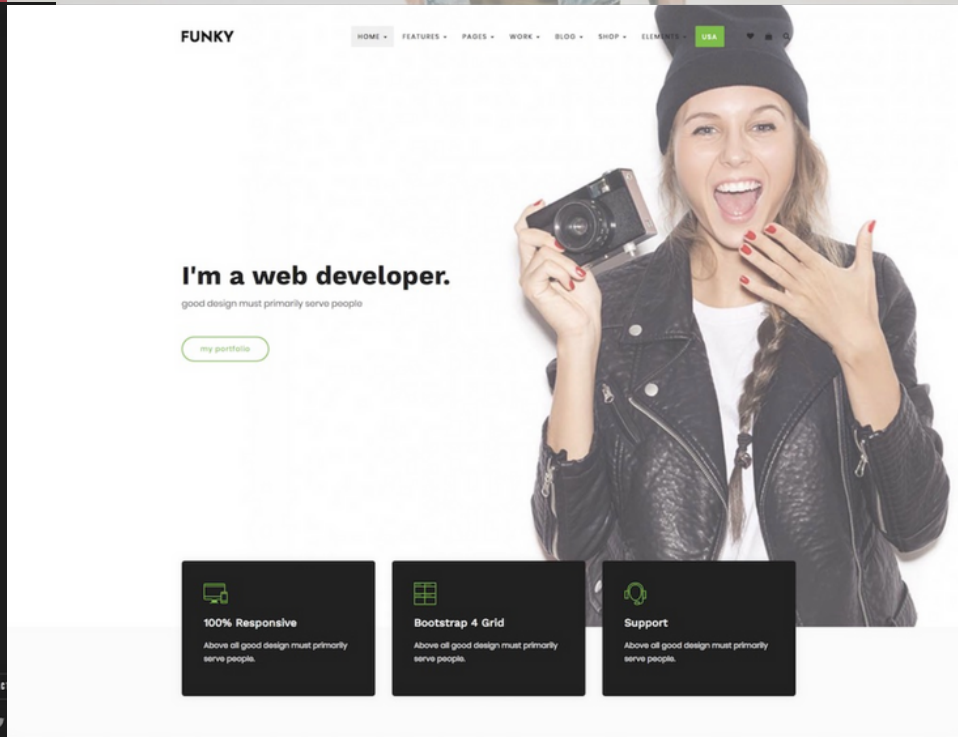 FUNKY
HOME FEATURES PAGES WORK BLOG SHOP ELEMENTS USA
I'm a web developer.
good design must primarily serve people
my portfolio
100% Responsive
Above all good design must primarily
serve people.
Bootstrap 4 Grid
Above all good design must primarily
serve people.
Support
Above all good design must primarily
serve people.